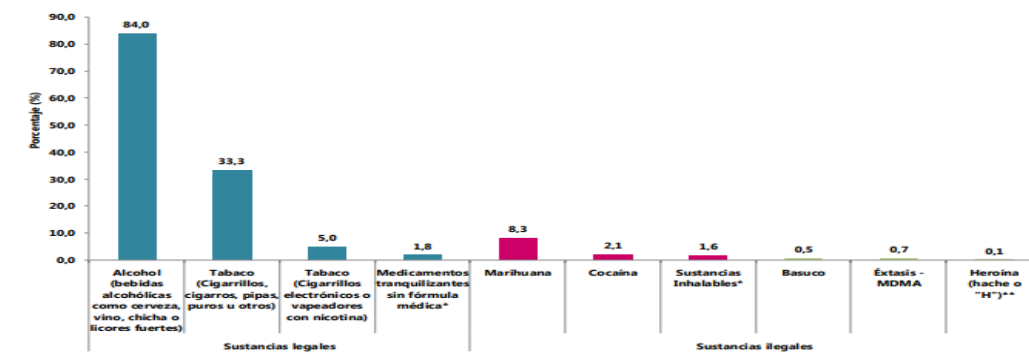 90,0
80,0
70,0
60,0
50,0
40,0
30,0
20,0
10,0
0,0
Porcentaje (%)
84,0
33,3
5,0
1,8
8,3
2,1
1,6
0,5
0,7
0,1
Alcohol
(bebidas
alcohólicas
como cerveza,
vino, chicha o
licores fuertes)
Tabaco
(Cigarrillos,
cigarros, pipas,
puros u otros)
Tabaco
(Cigarrillos
electrónicos o
vapeadores
con nicotina)
Medicamentos
tranquilizantes
sin fórmula
médica*
Marihuana
Cocaína
Sustancias
Inhalables*
Basuco
Éxtasis -
MDMA
Heroína
(hache o
"H")**
Sustancias legales
Sustancias ilegales